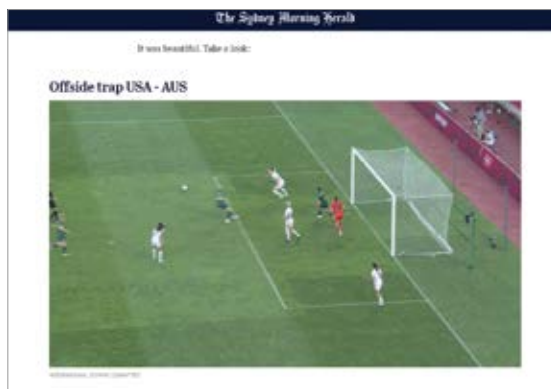 The Sydney Morning Herald
It was beautiful. Take a look:
Offside trap USA - AUS